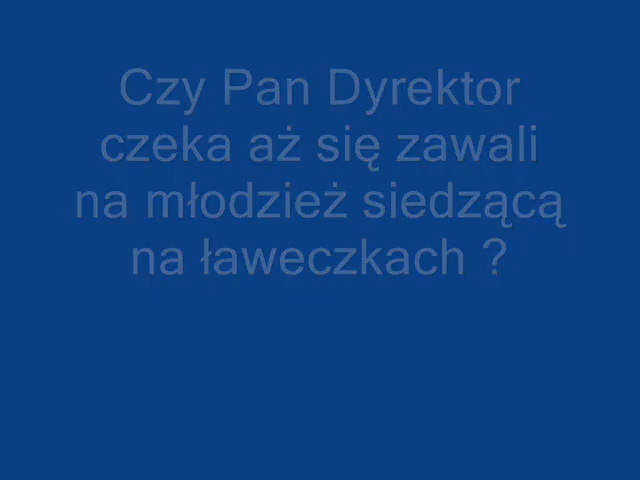 Czy Pan Dyrektor
czeka aż się zawali
na młodzież siedzącą
na ławeczkach ?